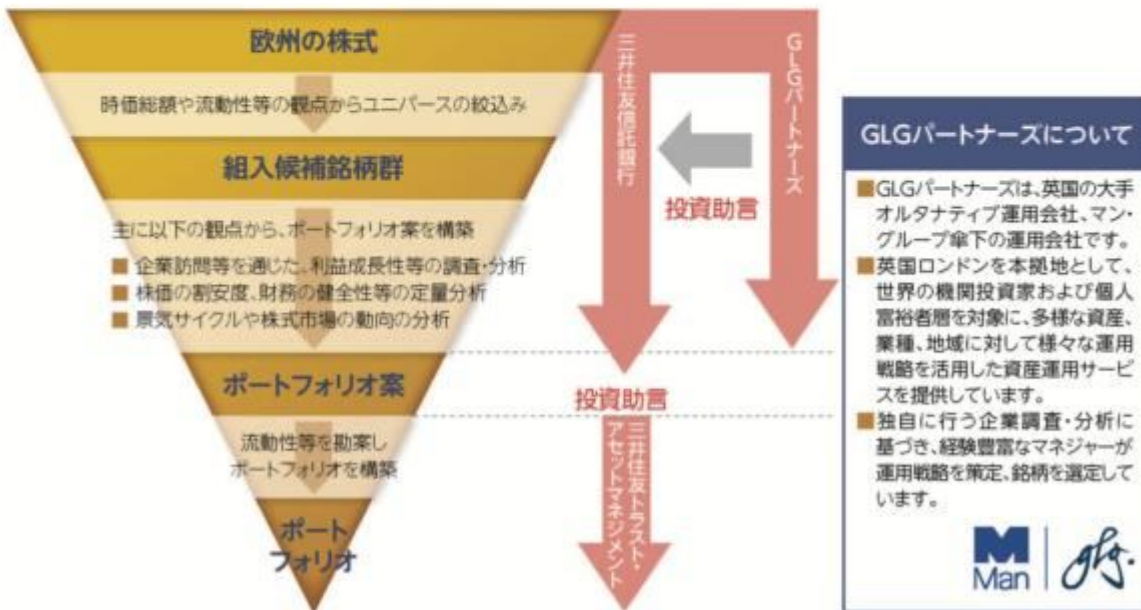 欧州の株式
時価総額や流動性等の観点からユニバースの絞込み
組入候補銘柄群
主に以下の観点から、ポートフォリオ案を構築
■ 企業訪問等を通じた、利益成長性等の調査・分析
■ 株価の割安度、財務の健全性等の定量分析
■ 景気サイクルや株式市場の動向の分析
ポートフォリオ案
流動性等を勘案し
ポートフォリオを構築
ポート
フォリオ
三井住友信託銀行
GLGパートナーズ
投資助言
投資助言
三井住友トラスト・
アセットマネジメント
GLGパートナーズについて
■GLGパートナーズは、英国の大手
オルタナティブ運用会社、マン・
グループ傘下の運用会社です。
■英国ロンドンを本拠地として、
世界の機関投資家および個人
富裕者層を対象に、多様な資産、
業種、地域に対して様々な運用
戦略を活用した資産運用サービ
スを提供しています。
■独自に行う企業調査・分析に
基づき、経験豊富なマネジャーが
運用戦略を策定、銘柄を選定して
います。
M
Man
glg.